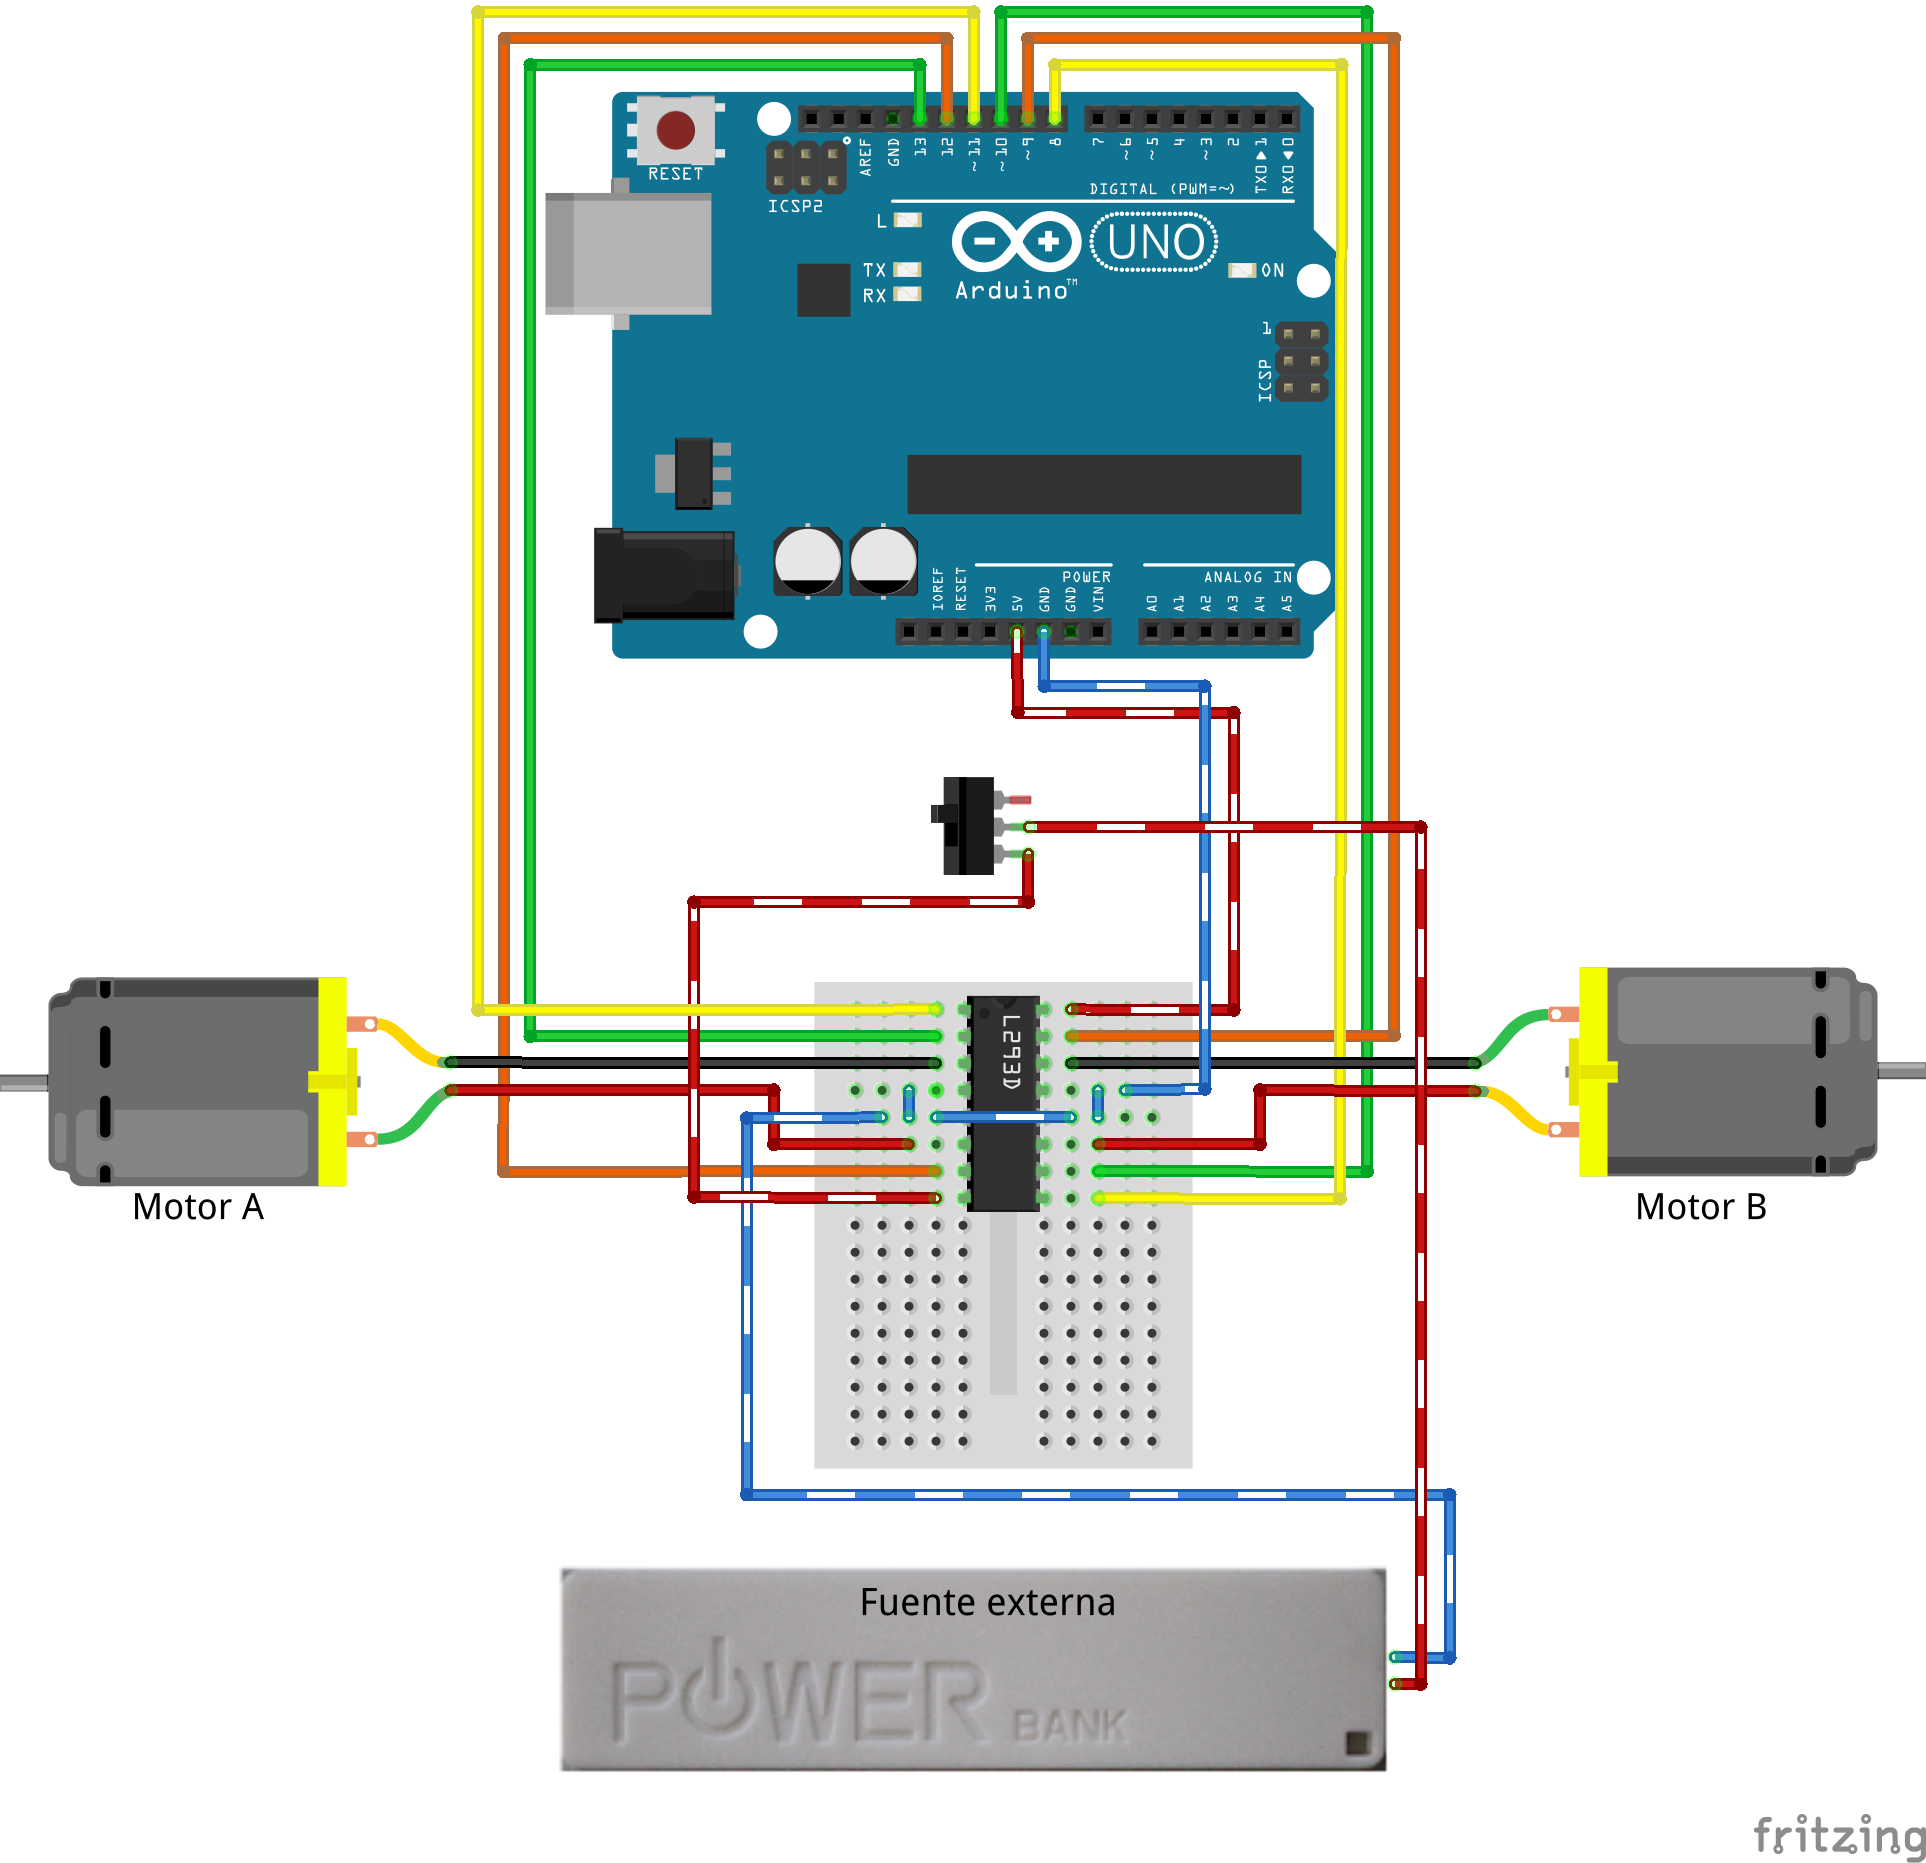 RESET
ICSP2
AREF
GND
13
12
~11
~10
~9
8
7
~6
~5
4
~3
2
TX0▶1
RX0◀0
DIGITAL (PWM=~)
L
TX
RX
UNO
Arduino™
ON
1
ICSP
IOREF
RESET
3V3
5V
GND
GND
VIN
POWER
ANALOG IN
A0
A1
A2
A3
A4
A5
L293D
Motor A
Motor B
Fuente externa
POWER BANK
fritzing